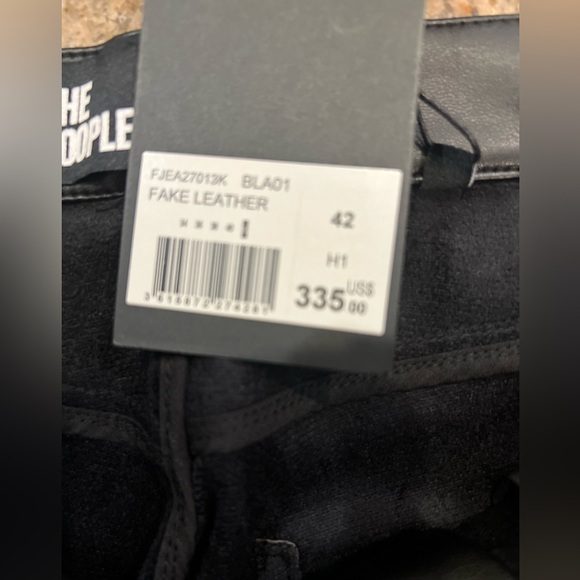 HE
OOPLE
FJEA27013K BLA01
FAKE LEATHER
42
H1
335 US$ 00